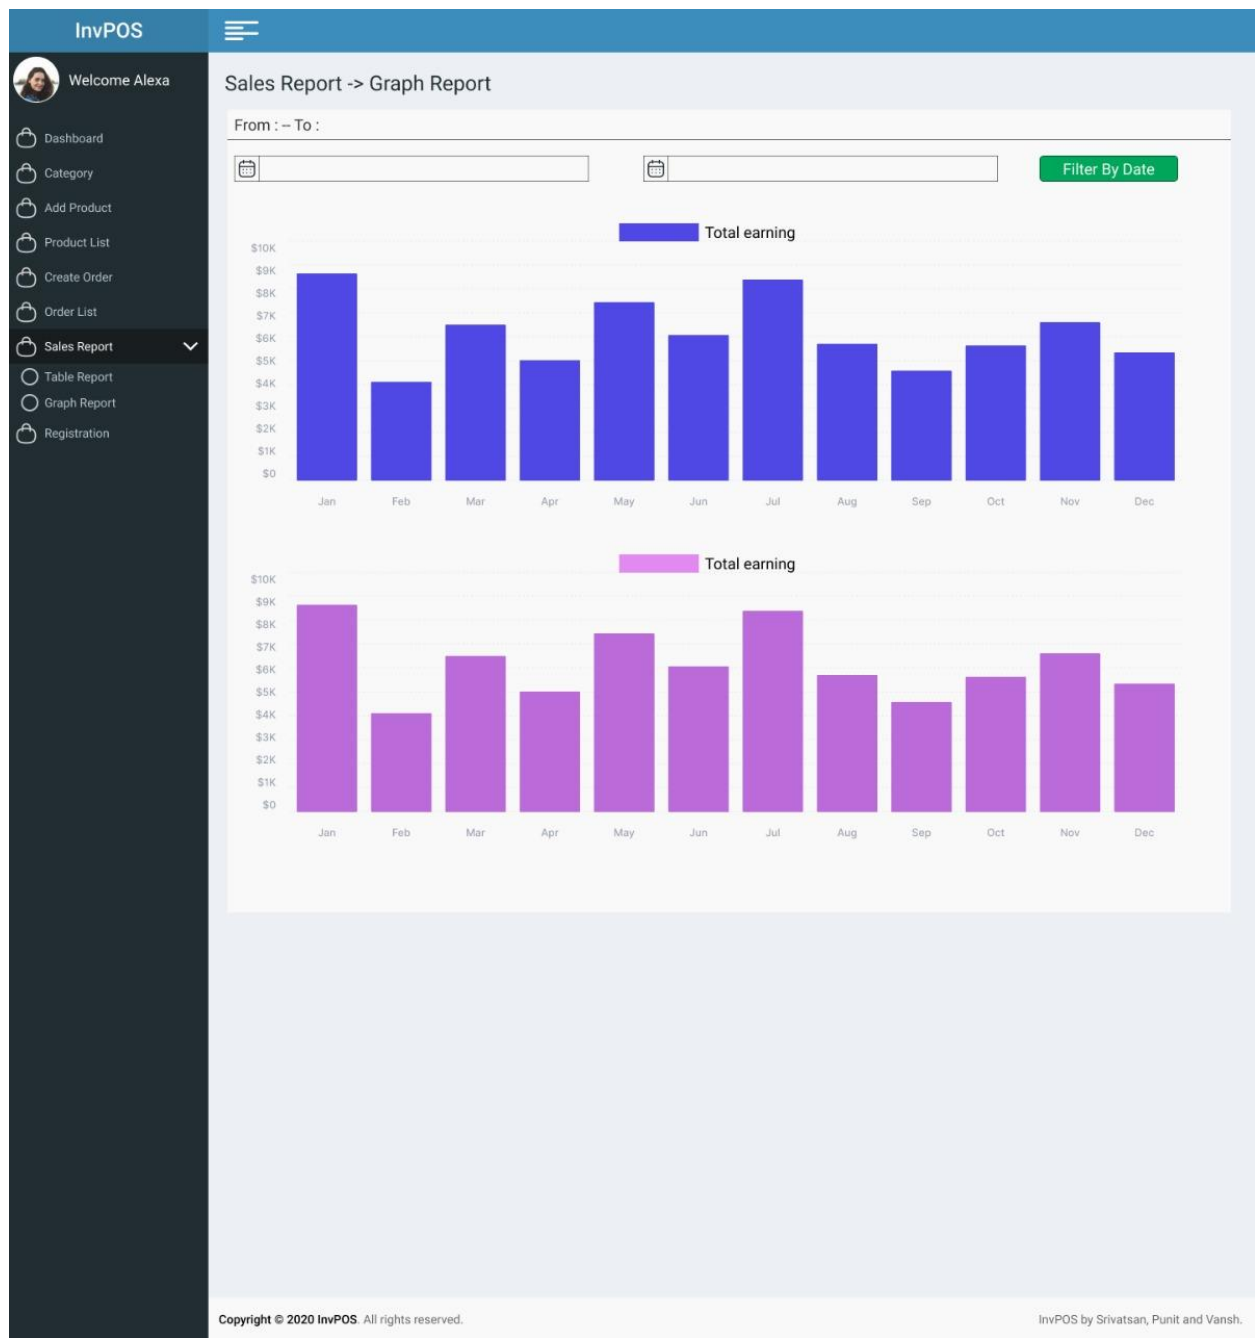 InvPOS
Welcome Alexa
Dashboard
Category
Add Product
Product List
Create Order
Order List
Sales Report
Table Report
Graph Report
Registration
Sales Report -> Graph Report
From : -- To :
Filter By Date
Total earning
$10K
$9K
$8K
$7K
$6K
$5K
$4K
$3K
$2K
$1K
$0
Jan Feb Mar Apr May Jun Jul Aug Sep Oct Nov Dec
Total earning
$10K
$9K
$8K
$7K
$6K
$5K
$4K
$3K
$2K
$1K
$0
Jan Feb Mar Apr May Jun Jul Aug Sep Oct Nov Dec
Copyright © 2020 InvPOS. All rights reserved.
InvPOS by Srivatsan, Punit and Vansh.